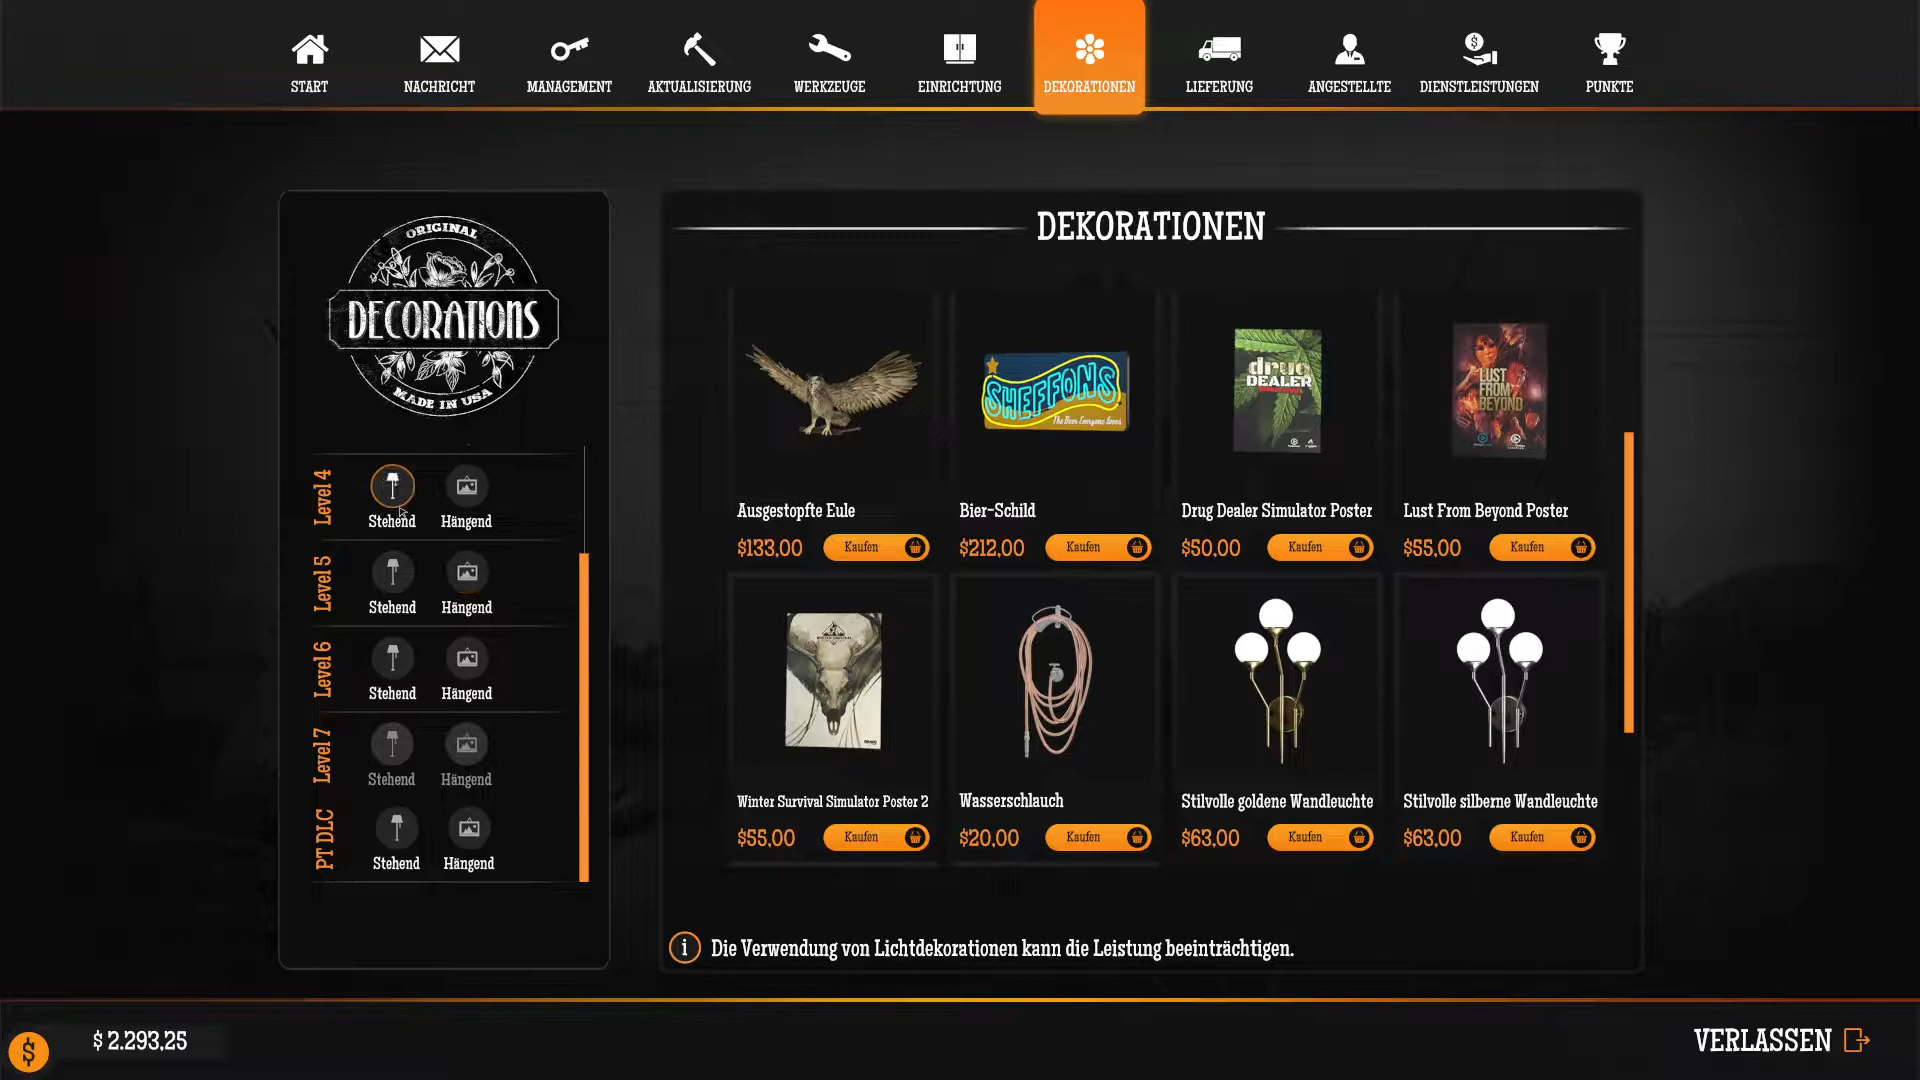 START
NACHRICHT
MANAGEMENT
AKTUALISIERUNG
WERKZEUGE
EINRICHTUNG
DEKORATIONEN
LIEFERUNG
ANGESTELLTE
DIENSTLEISTUNGEN
PUNKTE
ORIGINAL
DECORATIONS
MADE IN USA
Level 4
Stehend
Hängend
Level 5
Stehend
Hängend
Level 6
Stehend
Hängend
Level 7
Stehend
Hängend
PT DLC
Stehend
Hängend
DEKORATIONEN
SHEFFONS
The Beer Everyone loves
drug
DEALER
LUST
FROM
BEYOND
Ausgestopfte Eule
$133,00 Kaufen
Bier-Schild
$212,00 Kaufen
Drug Dealer Simulator Poster
$50,00 Kaufen
Lust From Beyond Poster
$55,00 Kaufen
Winter Survival Simulator Poster 2
$55,00 Kaufen
Wasserschlauch
$20,00 Kaufen
Stilvolle goldene Wandleuchte
$63,00 Kaufen
Stilvolle silberne Wandleuchte
$63,00 Kaufen
i Die Verwendung von Lichtdekorationen kann die Leistung beeinträchtigen.
$ $ 2.293,25
VERLASSEN